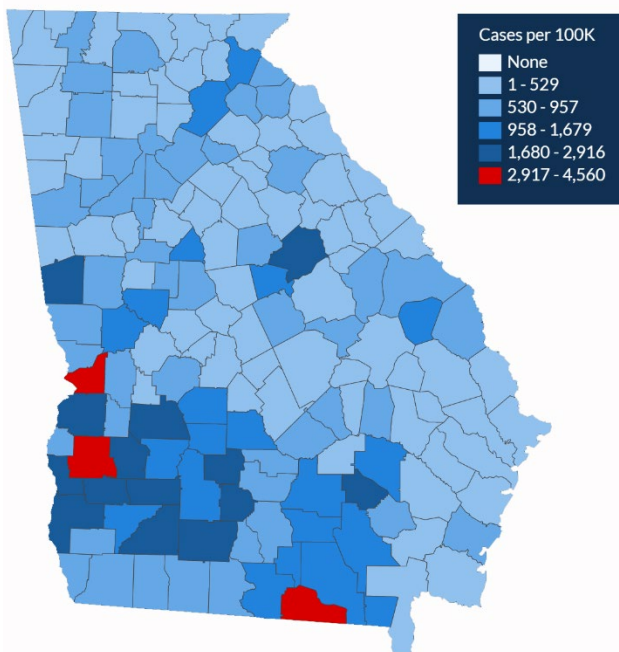 Cases per 100K
None
1 - 529
530 - 957
958 - 1,679
1,680 - 2,916
2,917 - 4,560